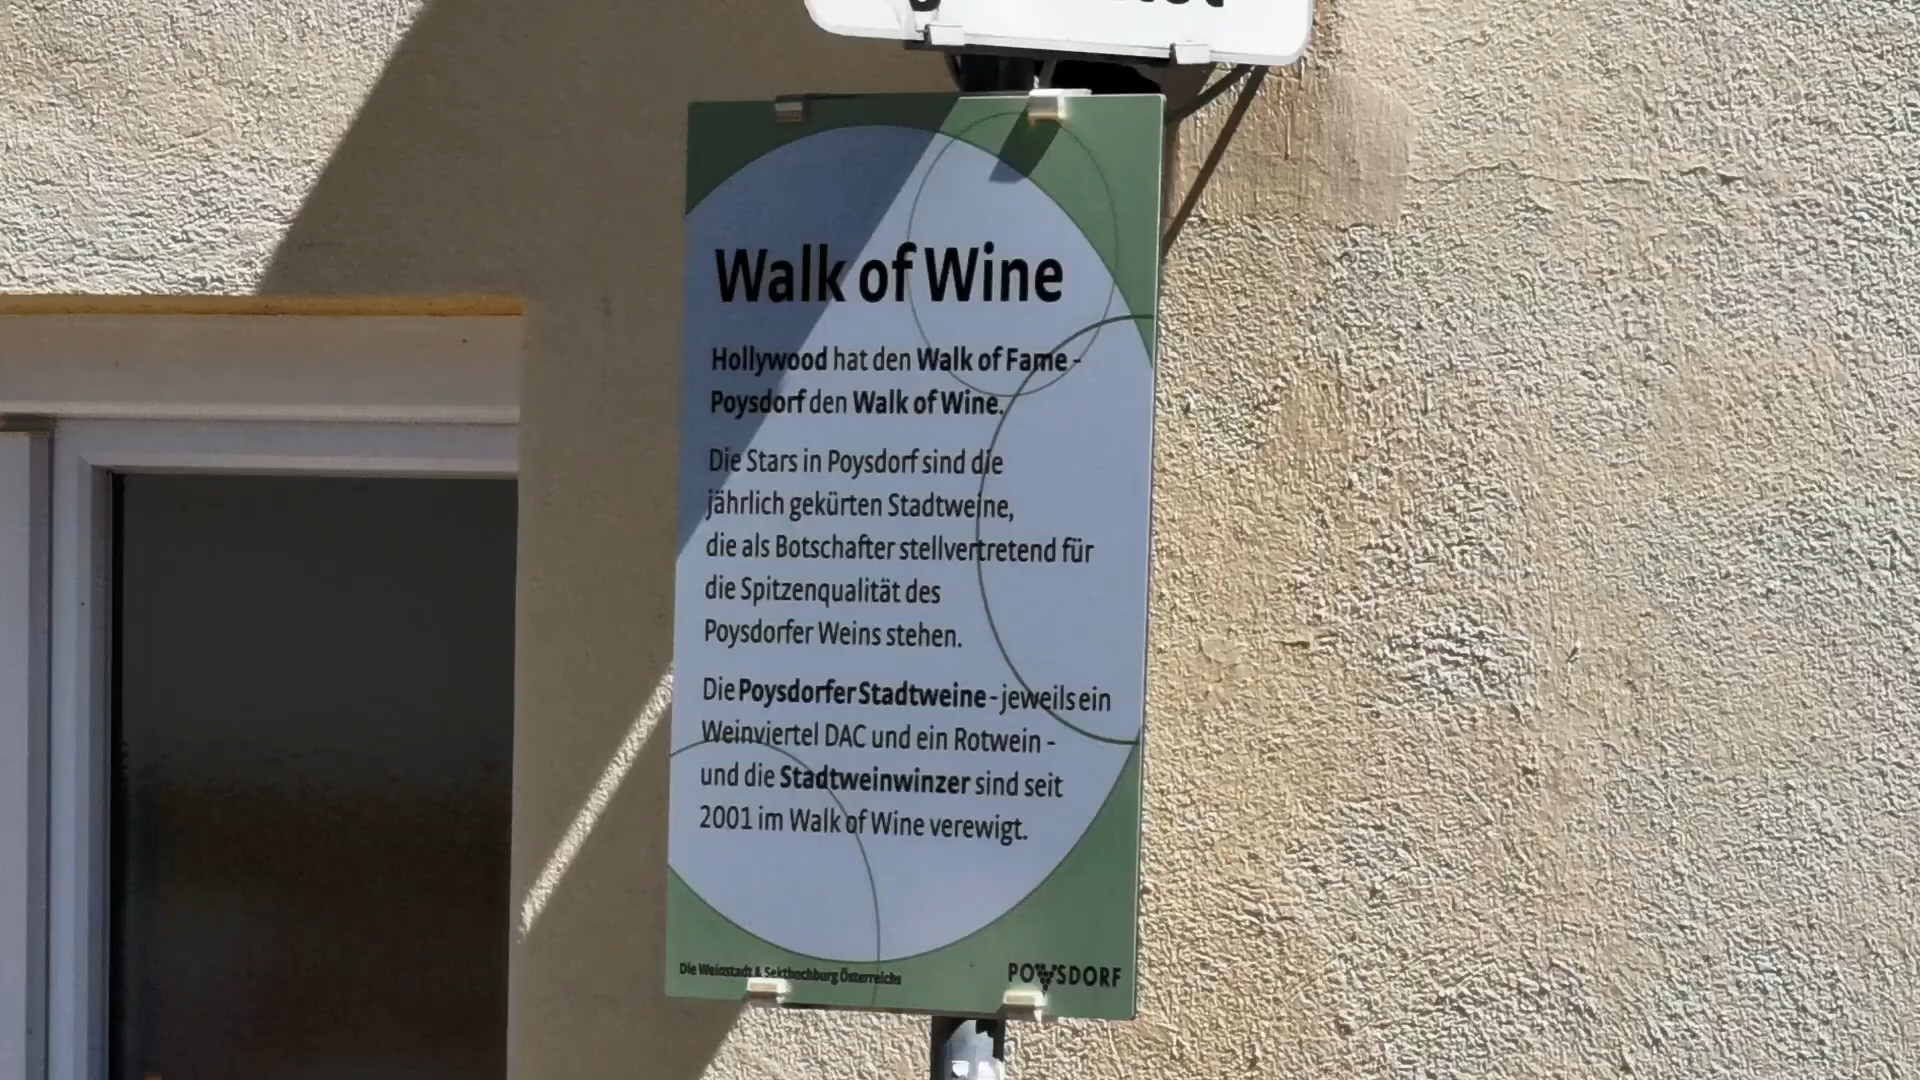 Walk of Wine
Hollywood hat den Walk of Fame -
Poysdorf den Walk of Wine.
Die Stars in Poysdorf sind die
jährlich gekürten Stadtweine,
die als Botschafter stellvertretend für
die Spitzenqualität des
Poysdorfer Weins stehen.
Die Poysdorfer Stadtweine - jeweils ein
Weinviertel DAC und ein Rotwein -
und die Stadtweinwinzer sind seit
2001 im Walk of Wine verewigt.
Die Weinstadt & Sekthochburg Österreichs
POYSDORF